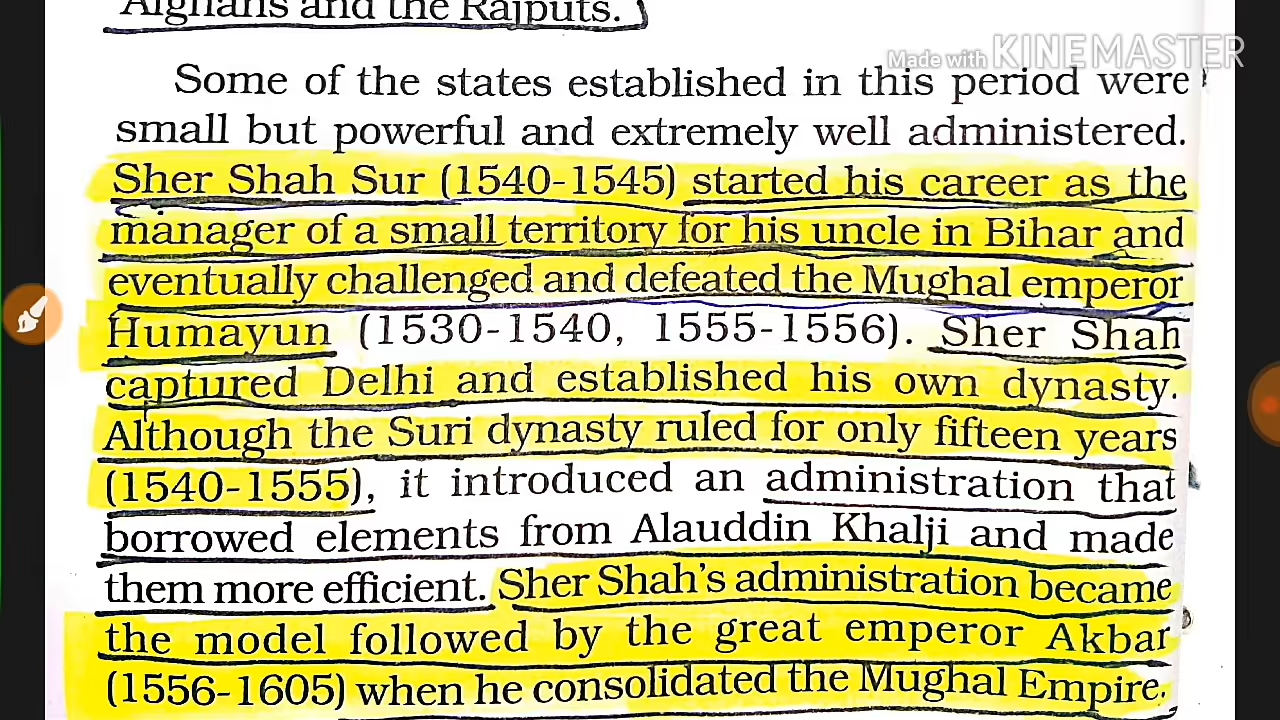 Afghans and the Rajputs.
Made with KINEMASTER
Some of the states established in this period were
small but powerful and extremely well administered.
Sher Shah Sur (1540-1545) started his career as the
manager of a small territory for his uncle in Bihar and
eventually challenged and defeated the Mughal emperor
Humayun (1530-1540, 1555-1556). Sher Shah
captured Delhi and established his own dynasty.
Although the Suri dynasty ruled for only fifteen years
(1540-1555), it introduced an administration that
borrowed elements from Alauddin Khalji and made
them more efficient. Sher Shah's administration became
the model followed by the great emperor Akbar
(1556-1605) when he consolidated the Mughal Empire.